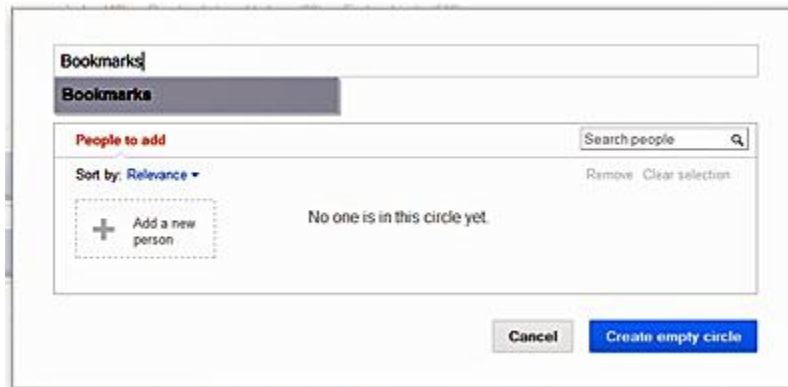 Bookmarks
Bookmarks
People to add
Search people
Sort by: Relevance
Remove Clear selection
Add a new
person
No one is in this circle yet.
Cancel
Create empty circle